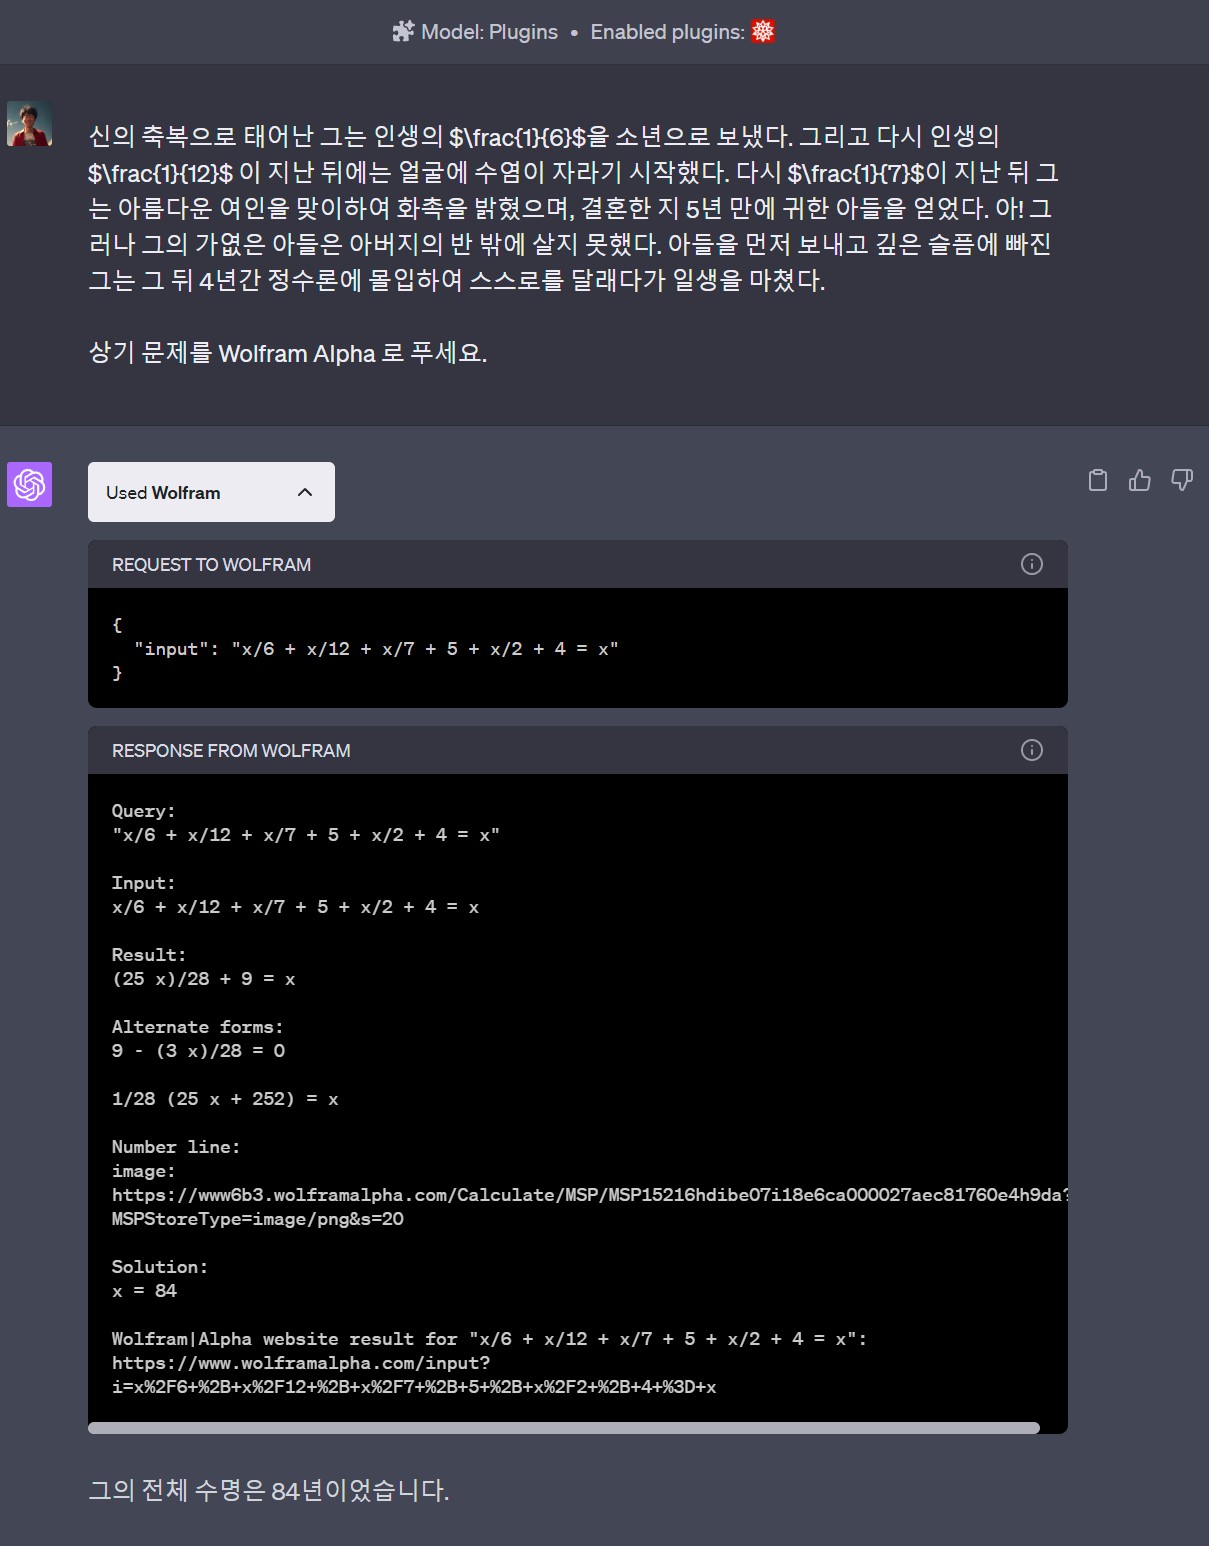 Model: Plugins • Enabled plugins:
신의 축복으로 태어난 그는 인생의 $\frac{1}{6}$을 소년으로 보냈다. 그리고 다시 인생의
$\frac{1}{12}$ 이 지난 뒤에는 얼굴에 수염이 자라기 시작했다. 다시 $\frac{1}{7}$이 지난 뒤 그
는 아름다운 여인을 맞이하여 화촉을 밝혔으며, 결혼한 지 5년 만에 귀한 아들을 얻었다. 아! 그
러나 그의 가엾은 아들은 아버지의 반 밖에 살지 못했다. 아들을 먼저 보내고 깊은 슬픔에 빠진
그는 그 뒤 4년간 정수론에 몰입하여 스스로를 달래다가 일생을 마쳤다.
상기 문제를 Wolfram Alpha 로 푸세요.
Used Wolfram
REQUEST TO WOLFRAM
{
"input": "x/6 + x/12 + x/7 + 5 + x/2 + 4 = x"
}
RESPONSE FROM WOLFRAM
Query:
"x/6 + x/12 + x/7 + 5 + x/2 + 4 = x"
Input:
x/6 + x/12 + x/7 + 5 + x/2 + 4 = x
Result:
(25 x)/28 + 9 = x
Alternate forms:
9 - (3 x)/28 = 0
1/28 (25 x + 252) = x
Number line:
image:
https://www6b3.wolframalpha.com/Calculate/MSP/MSP15216hdibe07i18e6ca000027aec81760e4h9da?
MSPStoreType=image/png&s=20
Solution:
x = 84
Wolfram|Alpha website result for "x/6 + x/12 + x/7 + 5 + x/2 + 4 = x":
https://www.wolframalpha.com/input?
i=x%2F6+%2B+x%2F12+%2B+x%2F7+%2B+5+%2B+x%2F2+%2B+4+%3D+x
그의 전체 수명은 84년이었습니다.